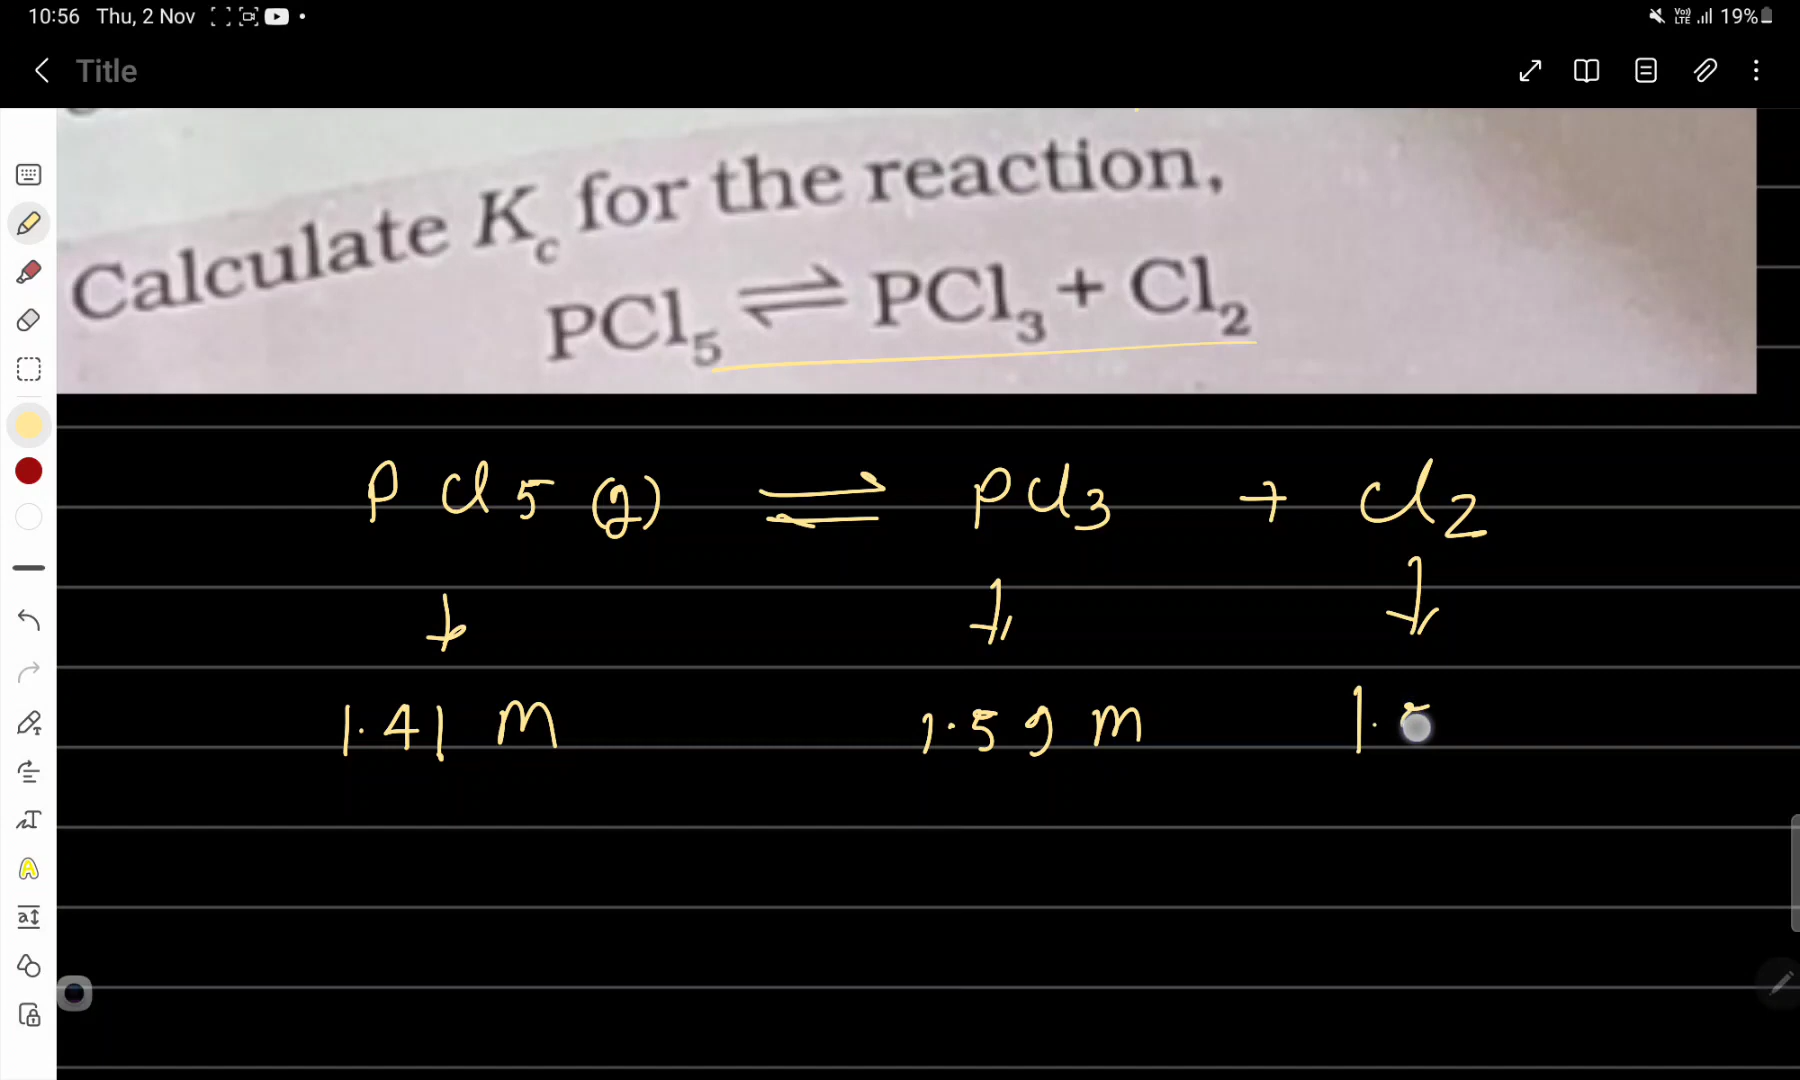 10:56 Thu, 2 Nov 19%
Title
Calculate Kc for the reaction,
PCl5 ⇌ PCl3 + Cl2
PCl5 (g) ⇌ PCl3 + Cl2
1.41 M 1.59 M 1.